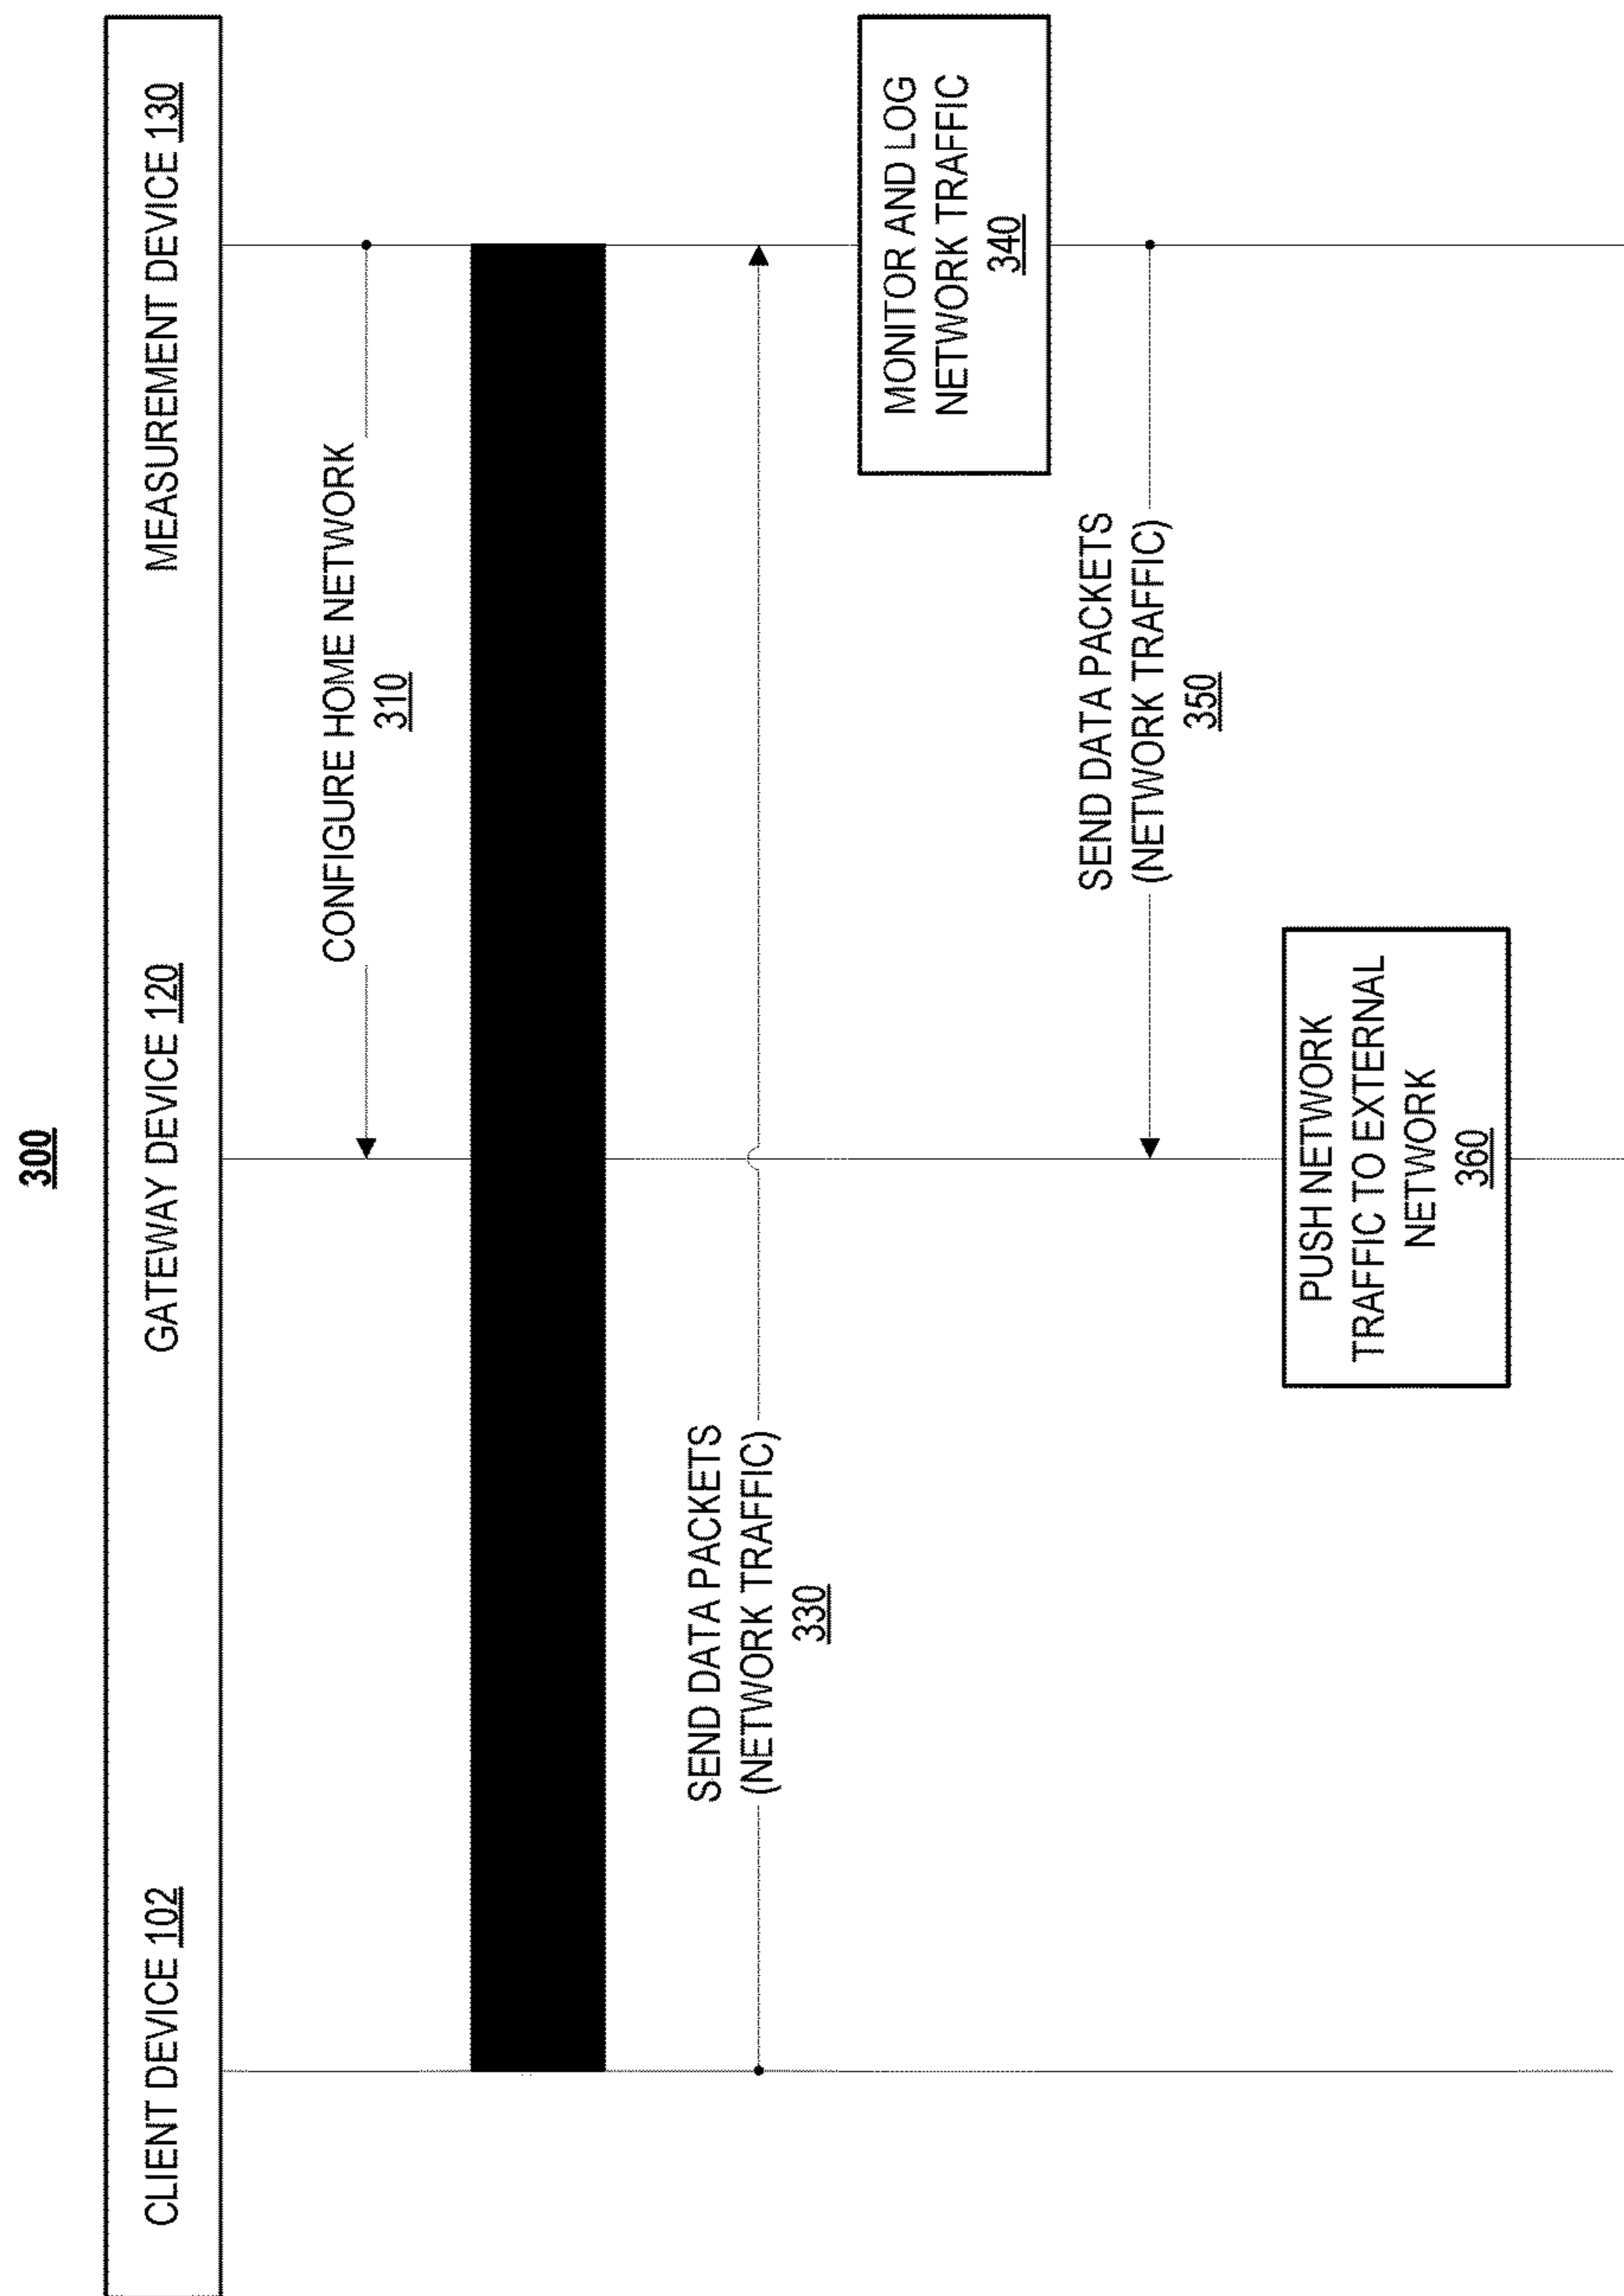 300
CLIENT DEVICE 102
GATEWAY DEVICE 120
MEASUREMENT DEVICE 130
CONFIGURE HOME NETWORK
310
SEND DATA PACKETS
(NETWORK TRAFFIC)
330
MONITOR AND LOG
NETWORK TRAFFIC
340
SEND DATA PACKETS
(NETWORK TRAFFIC)
350
PUSH NETWORK
TRAFFIC TO EXTERNAL
NETWORK
360